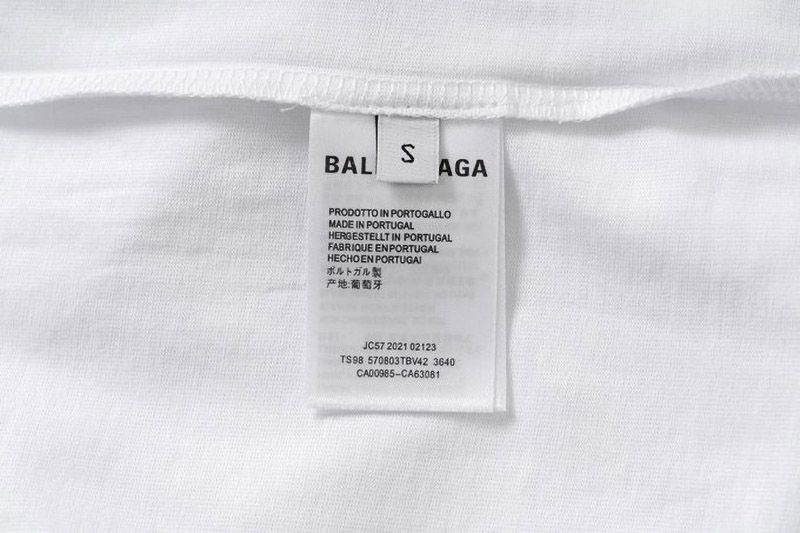 S
BAL AGA
PRODOTTO IN PORTOGALLO
MADE IN PORTUGAL
HERGESTELLT IN PORTUGAL
FABRIQUE EN PORTUGAL
HECHO EN PORTUGAI
ポルトガル製
产地:葡萄牙
JC57 2021 02123
TS98 570803TBV42 3640
CA00985-CA63081